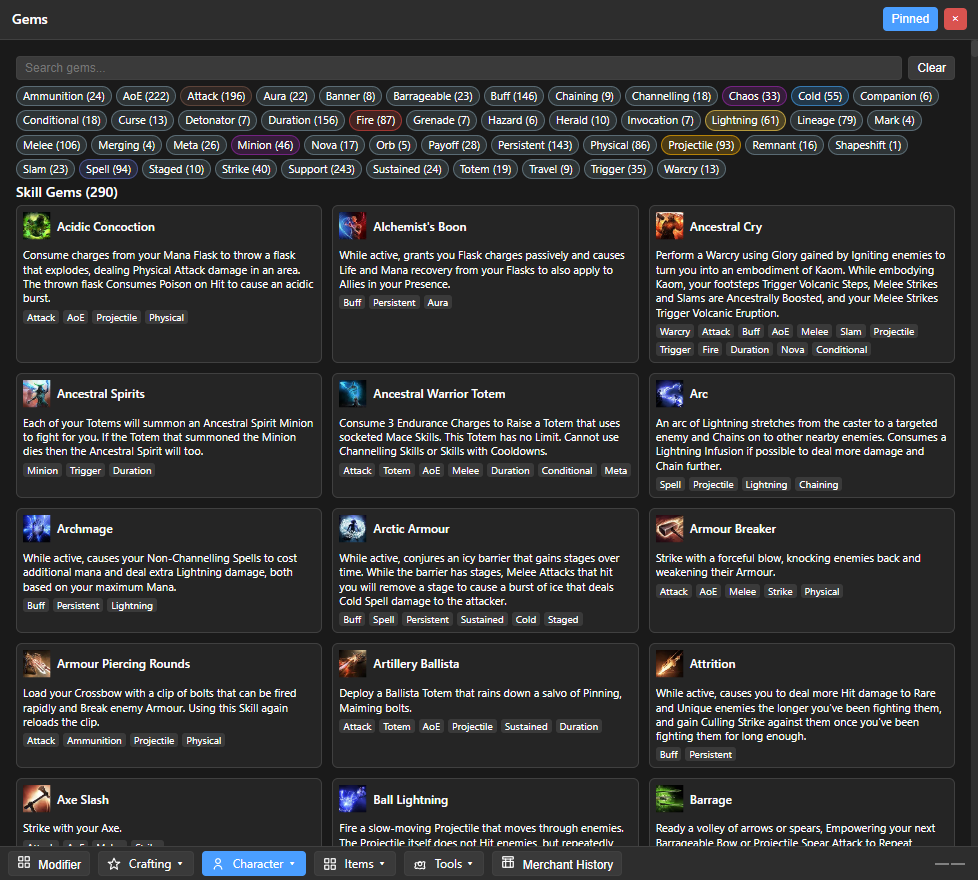 Gems
Pinned
×
Search gems...
Clear
Ammunition (24) AoE (222) Attack (196) Aura (22) Banner (8) Barrageable (23) Buff (146) Chaining (9) Channelling (18) Chaos (33) Cold (55) Companion (6)
Conditional (18) Curse (13) Detonator (7) Duration (156) Fire (87) Grenade (7) Hazard (6) Herald (10) Invocation (7) Lightning (61) Lineage (79) Mark (4)
Melee (106) Merging (4) Meta (26) Minion (46) Nova (17) Orb (5) Payoff (28) Persistent (143) Physical (86) Projectile (93) Remnant (16) Shapeshift (1)
Slam (23) Spell (94) Staged (10) Strike (40) Support (243) Sustained (24) Totem (29) Travel (9) Trigger (35) Warcry (13)
Skill Gems (290)
Acidic Concoction
Consume charges from your Mana Flask to throw a flask
that explodes, dealing Physical Attack damage in an area.
The thrown flask Consumes Poison on Hit to cause an acidic
burst.
Attack AoE Projectile Physical
Alchemist's Boon
While active, grants you Flask charges passively and causes
Life and Mana recovery from your Flasks to also apply to
Allies in your Presence.
Buff Persistent Aura
Ancestral Cry
Perform a Warcry using Glory gained by Igniting enemies to
turn you into an embodiment of Kaom. While embodying
Kaom, your footsteps Trigger Volcanic Steps, Melee Strikes
and Slams are Ancestrally Boosted, and your Melee Strikes
Trigger Volcanic Eruption.
Warcry Attack Buff AoE Melee Slam Projectile
Trigger Fire Duration Nova Conditional
Ancestral Spirits
Each of your Totems will summon an Ancestral Spirit Minion
to fight for you. If the Totem that summoned the Minion
dies then the Ancestral Spirit will too.
Minion Trigger Duration
Ancestral Warrior Totem
Consume 3 Endurance Charges to Raise a Totem that uses
socketed Mace Skills. This Totem has no Limit. Cannot use
Channelling Skills or Skills with Cooldowns.
Attack Totem AoE Melee Duration Conditional Meta
Arc
An arc of Lightning stretches from the caster to a targeted
enemy and Chains on to other nearby enemies. Consumes a
Lightning Infusion if possible to deal more damage and
Chain further.
Spell Projectile Lightning Chaining
Archmage
While active, causes your Non-Channelling Spells to cost
additional mana and deal extra Lightning damage, both
based on your maximum Mana.
Buff Persistent Lightning
Arctic Armour
While active, conjures an icy barrier that gains stages over
time. While the barrier has stages, Melee Attacks that hit
you will remove a stage to cause a burst of ice that deals
Cold Spell damage to the attacker.
Buff Spell Persistent Sustained Cold Staged
Armour Breaker
Strike with a forceful blow, knocking enemies back and
weakening their Armour.
Attack AoE Melee Strike Physical
Armour Piercing Rounds
Load your Crossbow with a clip of bolts that can be fired
rapidly and Break enemy Armour. Using this Skill again
reloads the clip.
Attack Ammunition Projectile Physical
Artillery Ballista
Deploy a Ballista Totem that rains down a salvo of Pinning,
Maiming bolts.
Attack Totem AoE Projectile Sustained Duration
Attrition
While active, causes you to deal more Hit damage to Rare
and Unique enemies the longer you've been fighting them,
and gain Culling Strike against them once you've been
fighting them for long enough.
Buff Persistent
Axe Slash
Strike with your Axe.
Ball Lightning
Fire a slow-moving Projectile that moves through enemies.
The Projectile itself does not Hit enemies, but repeatedly
Barrage
Ready a volley of arrows or spears, Empowering your next
Barrageable Bow or Projectile Spear Attack to Repeat
Modifier
Crafting
Character
Items
Tools
Merchant History